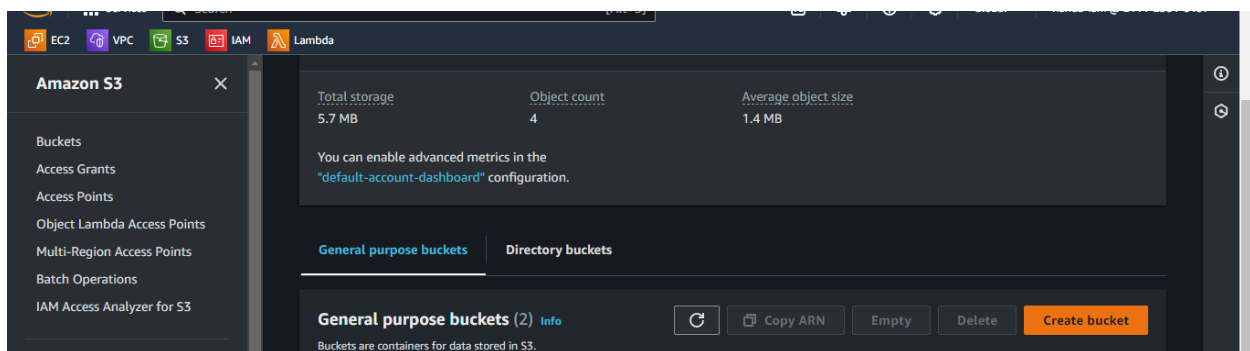 EC2 VPC S3 IAM Lambda
Amazon S3
Buckets
Access Grants
Access Points
Object Lambda Access Points
Multi-Region Access Points
Batch Operations
IAM Access Analyzer for S3
Total storage Object count Average object size
5.7 MB 4 1.4 MB
You can enable advanced metrics in the
"default-account-dashboard" configuration.
General purpose buckets Directory buckets
General purpose buckets (2) Info Copy ARN Empty Delete Create bucket
Buckets are containers for data stored in S3.